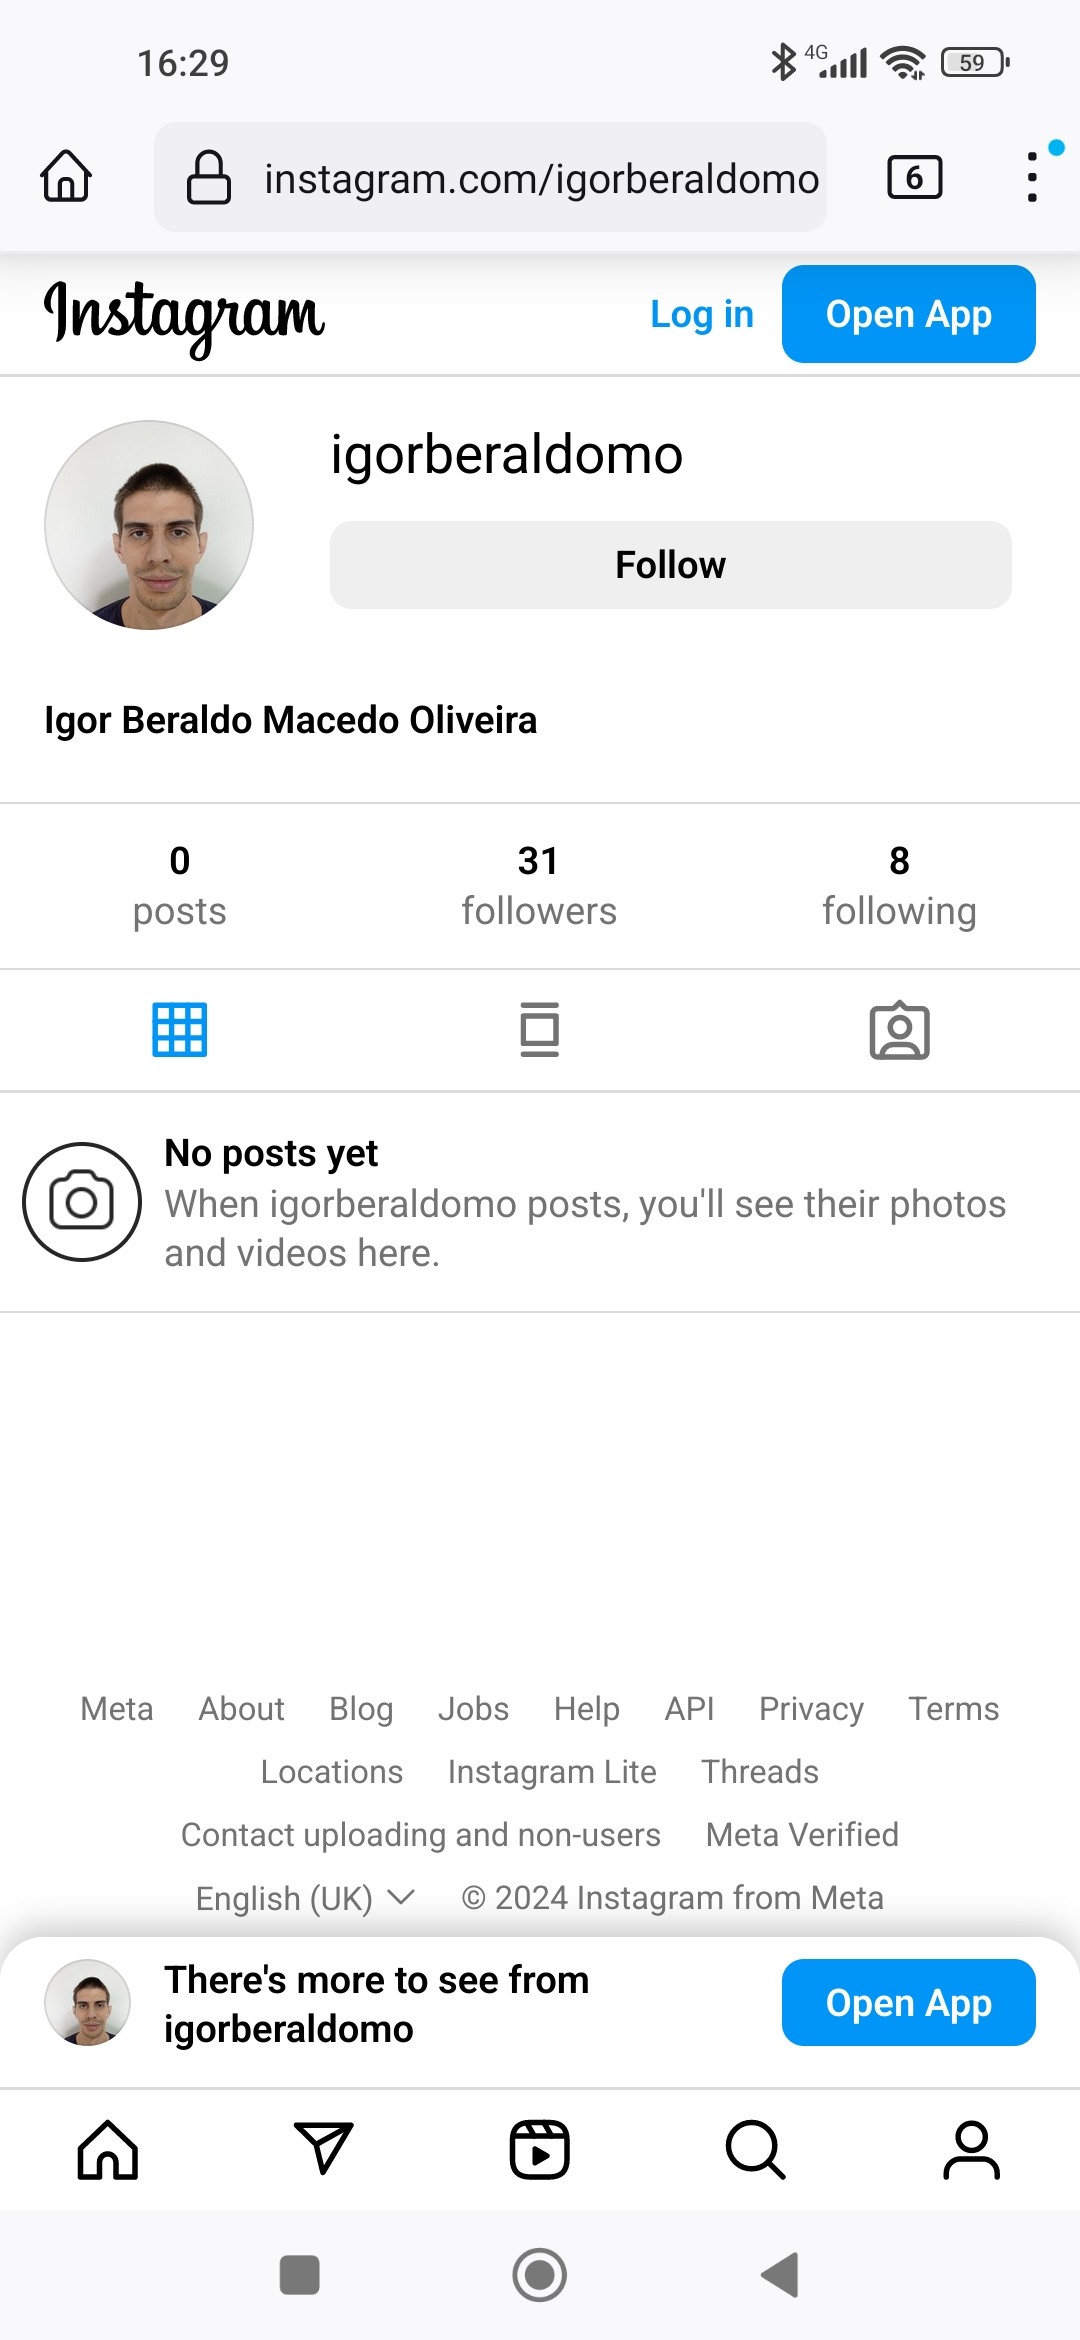 16:29
4G
59
instagram.com/igorberaldomo
6
Instagram
Log in
Open App
igorberaldomo
Follow
Igor Beraldo Macedo Oliveira
0 31 8
posts followers following
No posts yet
When igorberaldomo posts, you'll see their photos
and videos here.
Meta About Blog Jobs Help API Privacy Terms
Locations Instagram Lite Threads
Contact uploading and non-users Meta Verified
English (UK) © 2024 Instagram from Meta
There's more to see from
igorberaldomo
Open App